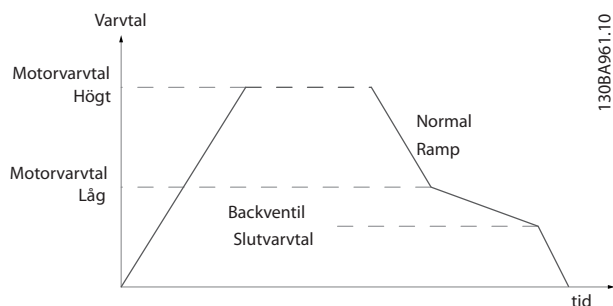 Varvtal
Motorvarvtal
Högt
Motorvarvtal
Låg
Normal
Ramp
Backventil
Slutvarvtal
tid
130BA961.10